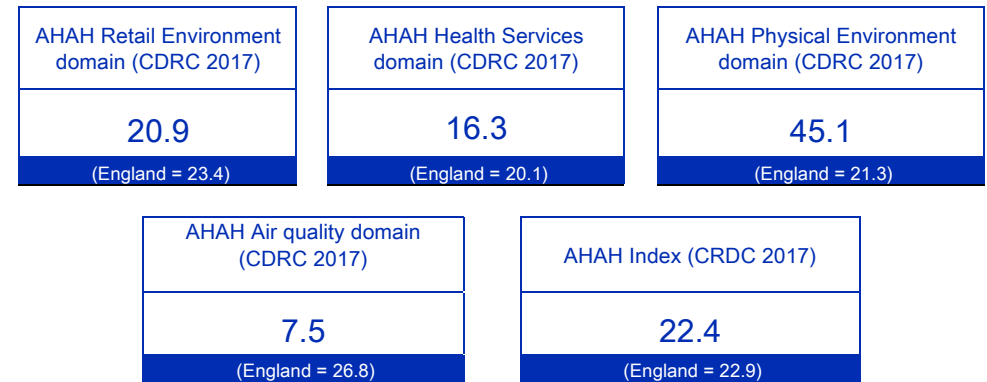 AHAH Retail Environment
domain (CDRC 2017)
20.9
(England = 23.4)
AHAH Health Services
domain (CDRC 2017)
16.3
(England = 20.1)
AHAH Physical Environment
domain (CDRC 2017)
45.1
(England = 21.3)
AHAH Air quality domain
(CDRC 2017)
7.5
(England = 26.8)
AHAH Index (CRDC 2017)
22.4
(England = 22.9)